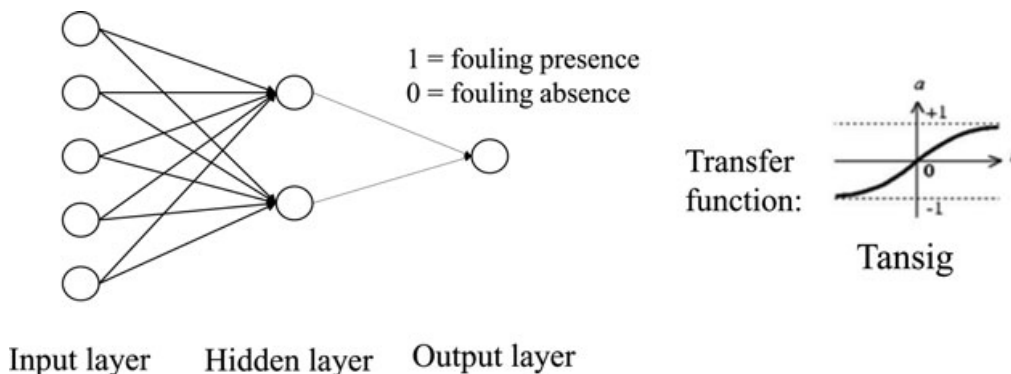 1 = fouling presence
0 = fouling absence
a
+1
0
-1
Transfer
function:
Tansig
Input layer
Hidden layer
Output layer